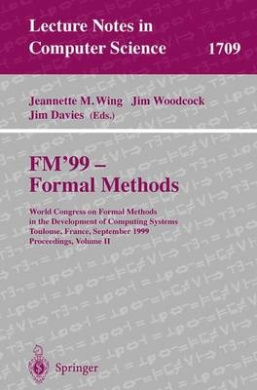 Lecture Notes in
Computer Science 1709
Jeannette M. Wing Jim Woodcock
Jim Davies (Eds.)
FM'99 –
Formal Methods
World Congress on Formal Methods
in the Development of Computing Systems
Toulouse, France, September 1999
Proceedings, Volume II
Springer